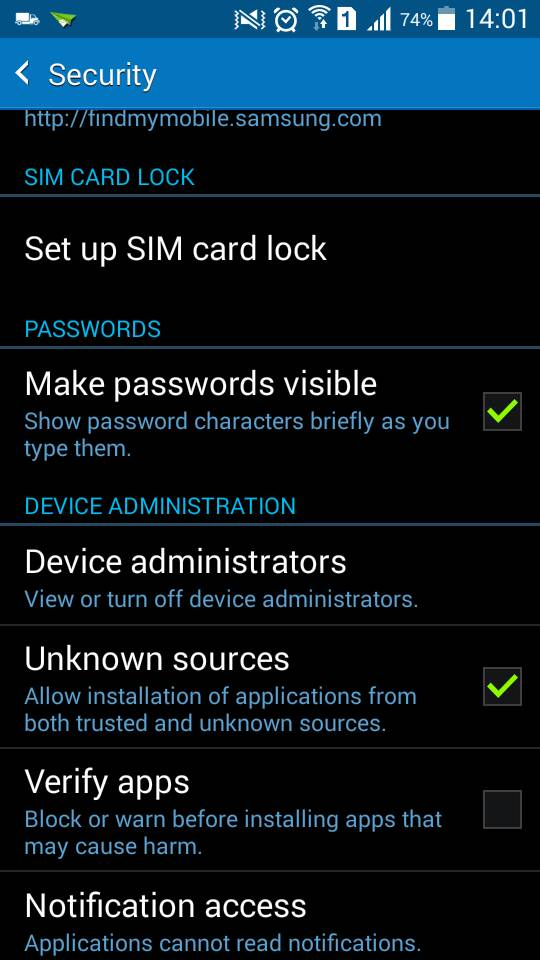 1 74% 14:01
Security
http://findmymobile.samsung.com
SIM CARD LOCK
Set up SIM card lock
PASSWORDS
Make passwords visible
Show password characters briefly as you
type them.
DEVICE ADMINISTRATION
Device administrators
View or turn off device administrators.
Unknown sources
Allow installation of applications from
both trusted and unknown sources.
Verify apps
Block or warn before installing apps that
may cause harm.
Notification access
Applications cannot read notifications.